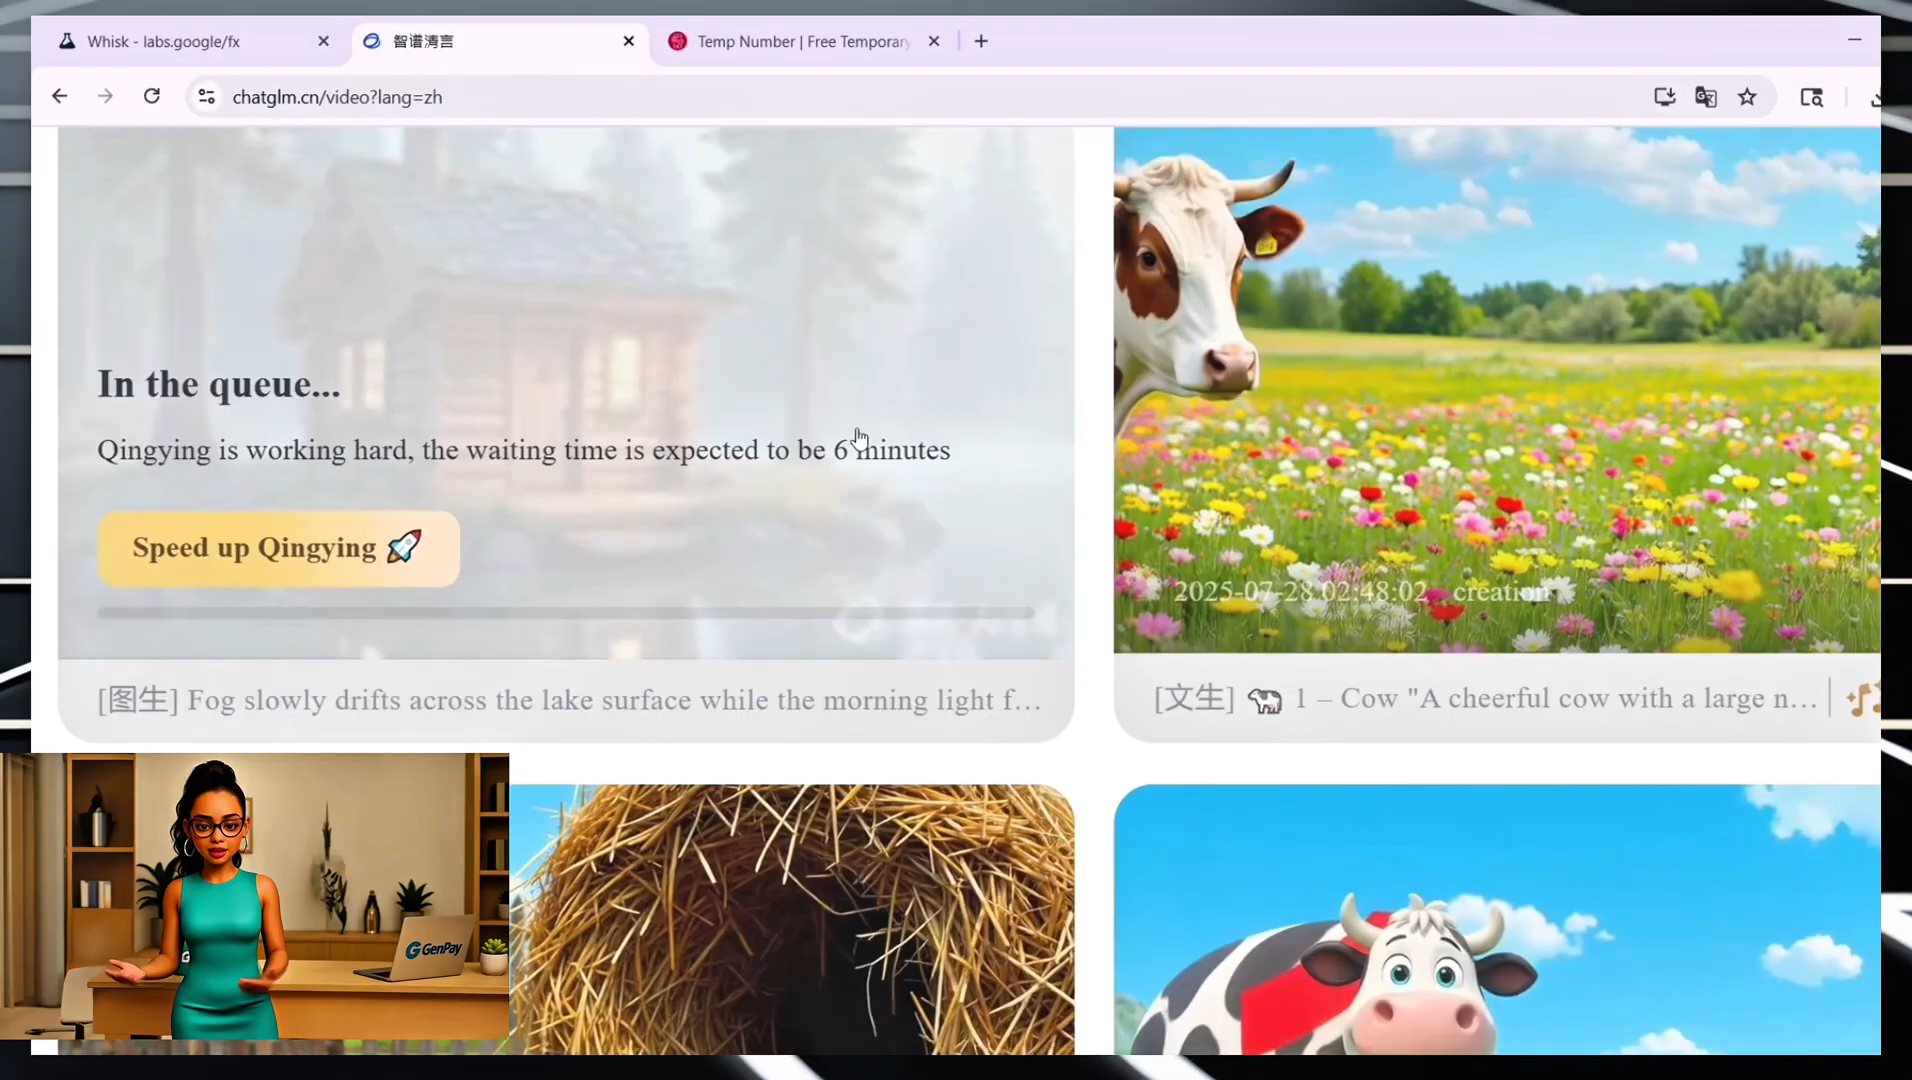 Whisk - labs.google/fx
智谱清言
Temp Number | Free Temporary
chatglm.cn/video?lang=zh
In the queue...
Qingying is working hard, the waiting time is expected to be 6 minutes
Speed up Qingying 🚀
2025-07-28 02:48:02 creation
[图生] Fog slowly drifts across the lake surface while the morning light f...
[文生] 🐄 1 – Cow "A cheerful cow with a large n...
GenPay